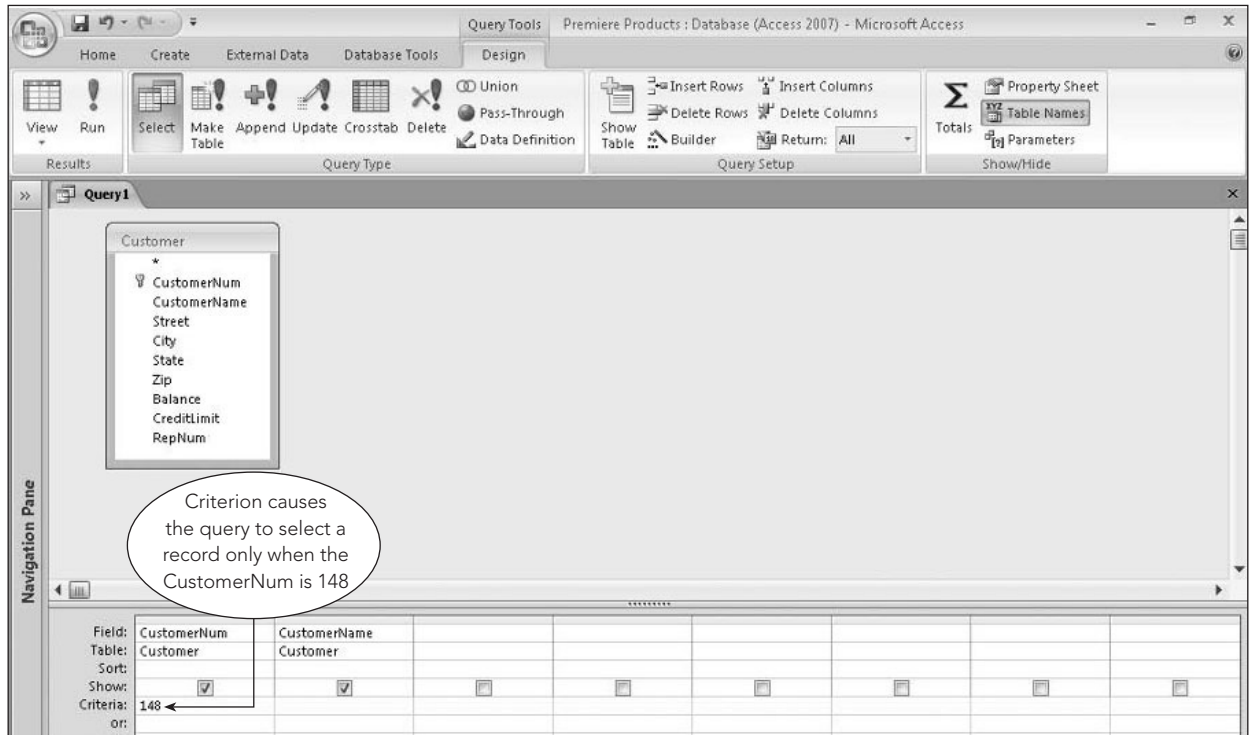 Query Tools Premiere Products : Database (Access 2007) - Microsoft Access
Home Create External Data Database Tools Design
View
Run
Results
Select
Make Table
Append
Update
Crosstab
Delete
Union
Pass-Through
Data Definition
Query Type
Show Table
Insert Rows
Delete Rows
Builder
Insert Columns
Delete Columns
Return: All
Query Setup
Σ
Totals
Property Sheet
XYZ
Table Names
Parameters
Show/Hide
» Query1
Customer
*
CustomerNum
CustomerName
Street
City
State
Zip
Balance
CreditLimit
RepNum
Navigation Pane
Criterion causes
the query to select a
record only when the
CustomerNum is 148
Field: CustomerNum CustomerName
Table: Customer Customer
Sort:
Show:
Criteria: 148
or: